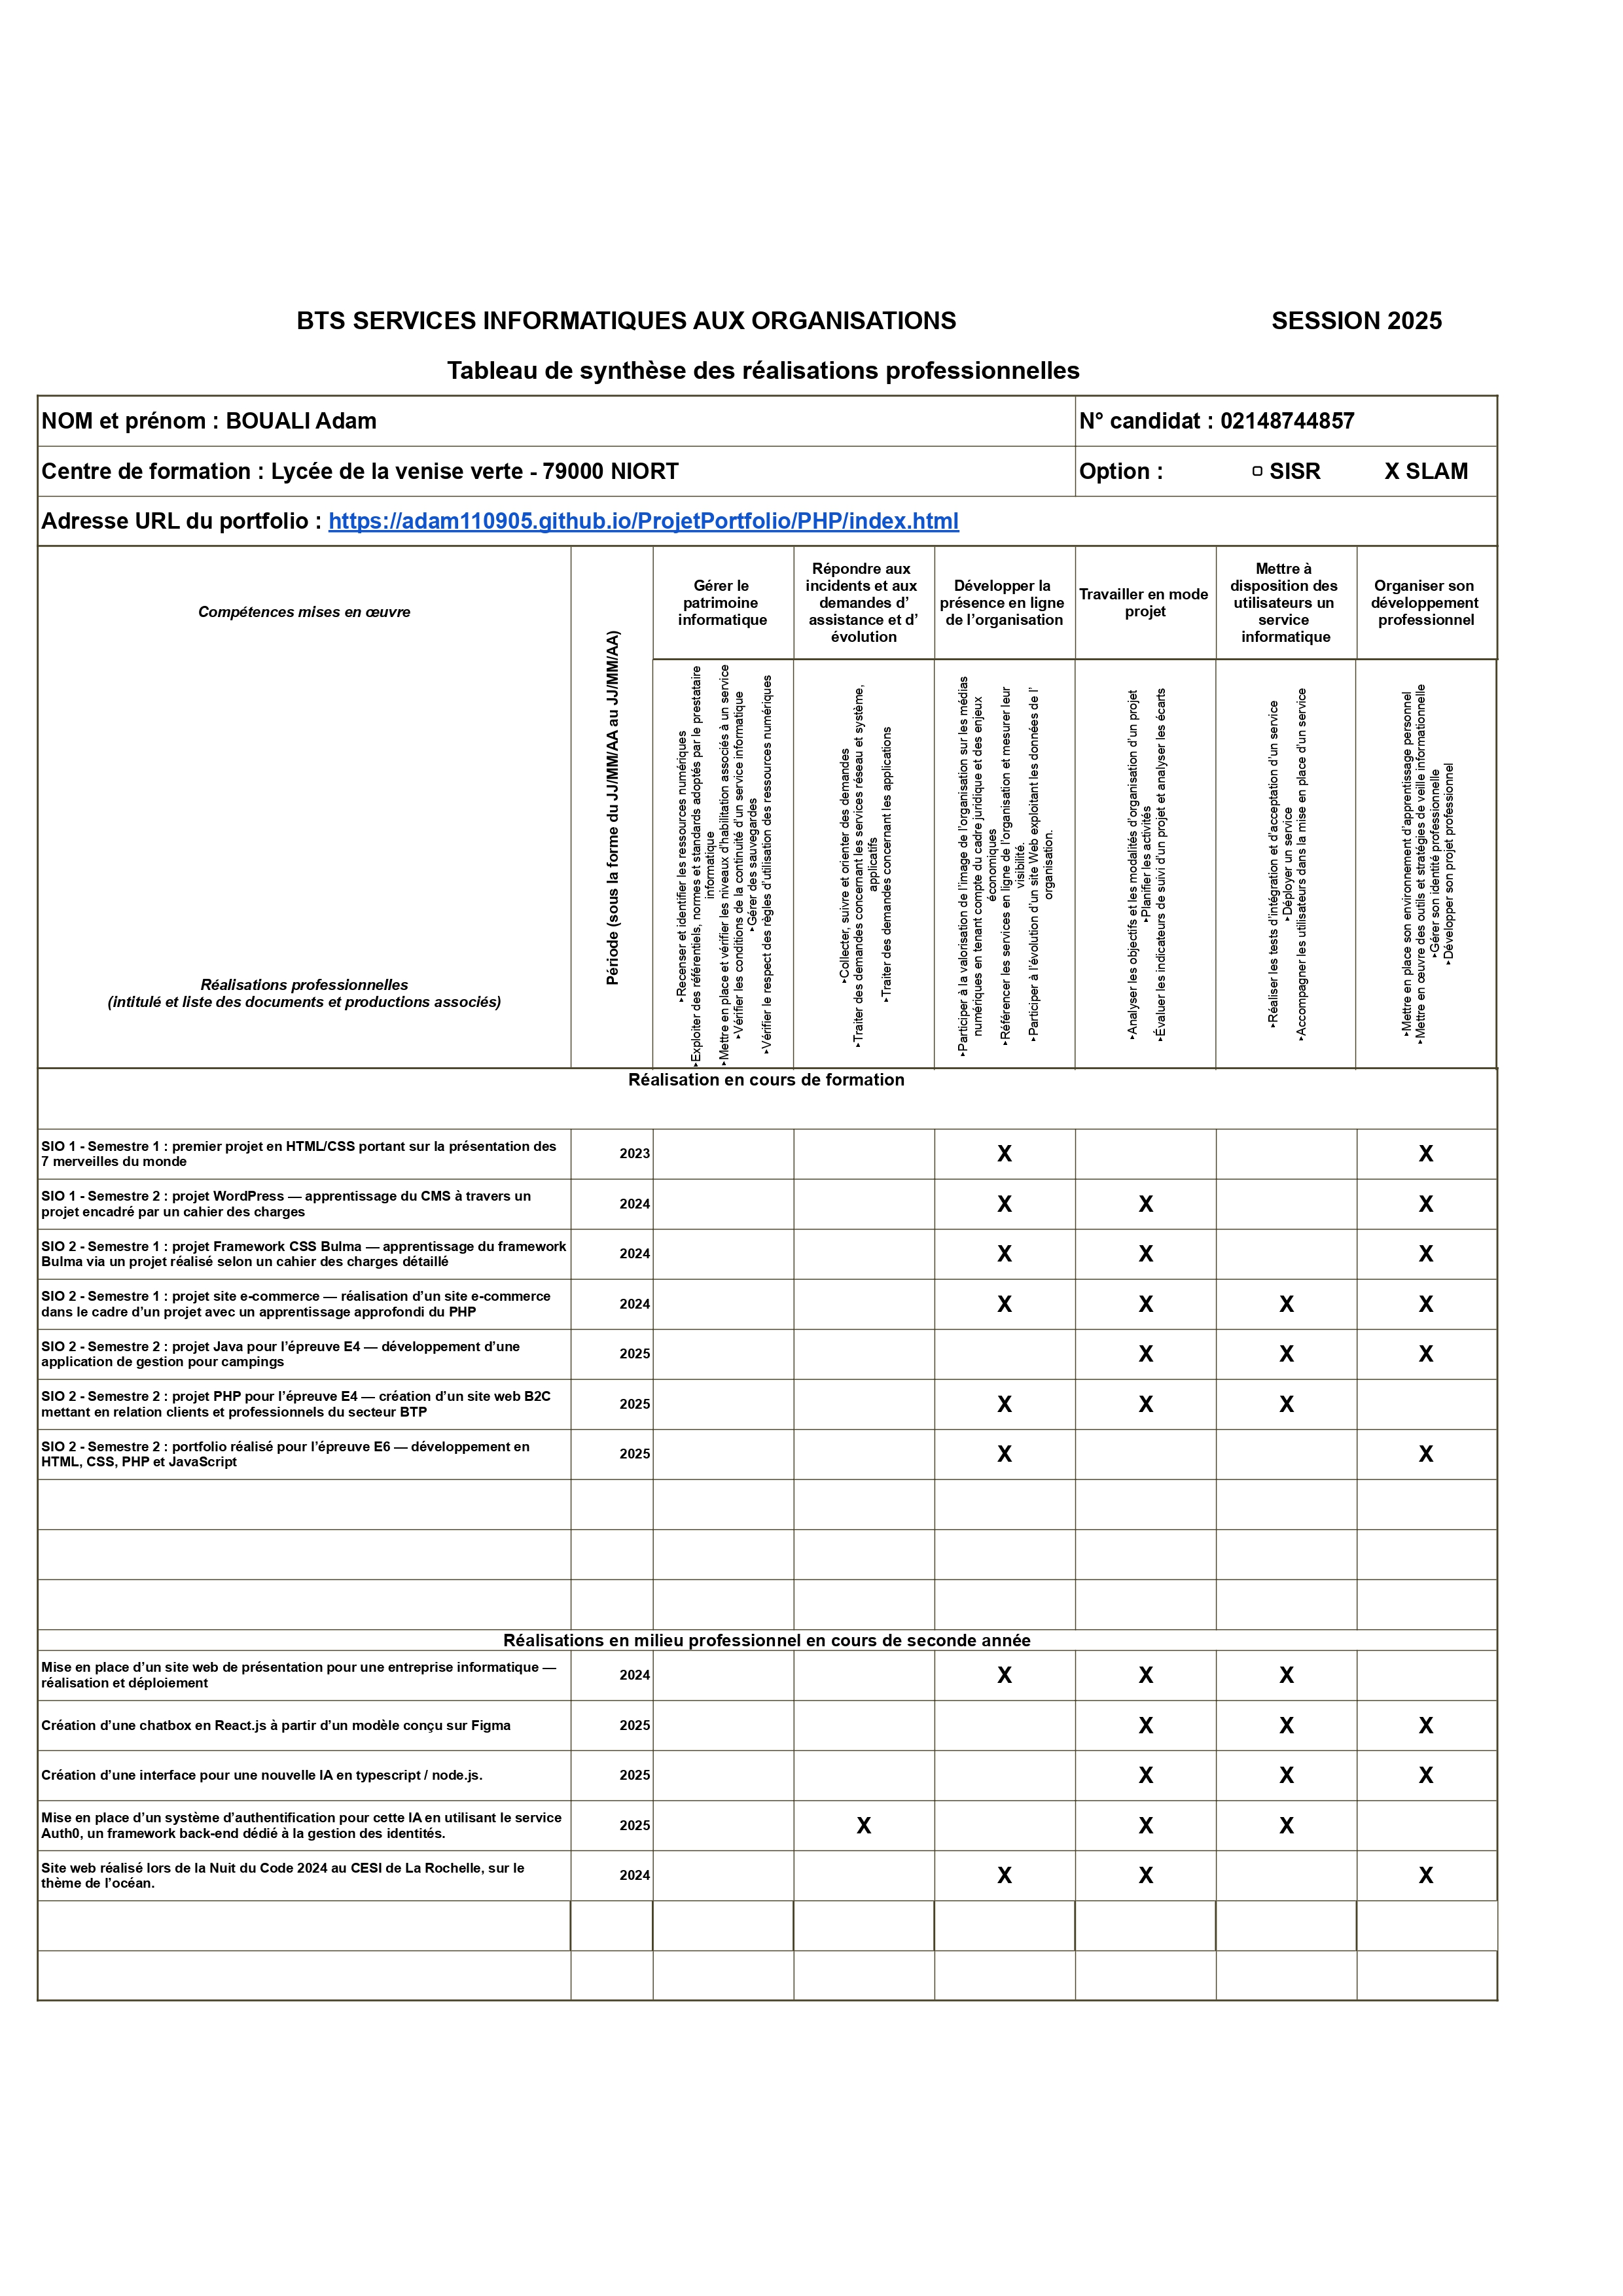 BTS SERVICES INFORMATIQUES AUX ORGANISATIONS SESSION 2025
Tableau de synthèse des réalisations professionnelles
NOM et prénom : BOUALI Adam N° candidat : 02148744857
Centre de formation : Lycée de la venise verte - 79000 NIORT Option : ▢ SISR X SLAM
Adresse URL du portfolio : https://adam110905.github.io/ProjetPortfolio/PHP/index.html
Compétences mises en œuvre
Réalisations professionnelles
(intitulé et liste des documents et productions associés)
Période (sous la forme du JJ/MM/AA au JJ/MM/AA)
Gérer le
patrimoine
informatique
Répondre aux
incidents et aux
demandes d’
assistance et d’
évolution
Développer la
présence en ligne
de l’organisation
Travailler en mode
projet
Mettre à
disposition des
utilisateurs un
service
informatique
Organiser son
développement
professionnel
‣Recenser et identifier les ressources numériques
‣Exploiter des référentiels, normes et standards adoptés par le prestataire
informatique
‣Mettre en place et vérifier les niveaux d’habilitation associés à un service
‣Vérifier les conditions de la continuité d’un service informatique
‣Gérer des sauvegardes
‣Vérifier le respect des règles d’utilisation des ressources numériques
‣Collecter, suivre et orienter des demandes
‣Traiter des demandes concernant les services réseau et système,
applicatifs
‣Traiter des demandes concernant les applications
‣Participer à la valorisation de l’image de l’organisation sur les médias
numériques en tenant compte du cadre juridique et des enjeux
économiques
‣Référencer les services en ligne de l’organisation et mesurer leur
visibilité.
‣Participer à l’évolution d’un site Web exploitant les données de l’
organisation.
‣Analyser les objectifs et les modalités d’organisation d’un projet
‣Planifier les activités
‣Évaluer les indicateurs de suivi d’un projet et analyser les écarts
‣Réaliser les tests d’intégration et d’acceptation d’un service
‣Déployer un service
‣Accompagner les utilisateurs dans la mise en place d’un service
‣Mettre en place son environnement d’apprentissage personnel
‣Mettre en œuvre des outils et stratégies de veille informationnelle
‣Gérer son identité professionnelle
‣Développer son projet professionnel
Réalisation en cours de formation
SIO 1 - Semestre 1 : premier projet en HTML/CSS portant sur la présentation des
7 merveilles du monde 2023 X X
SIO 1 - Semestre 2 : projet WordPress — apprentissage du CMS à travers un
projet encadré par un cahier des charges 2024 X X X
SIO 2 - Semestre 1 : projet Framework CSS Bulma — apprentissage du framework
Bulma via un projet réalisé selon un cahier des charges détaillé 2024 X X X
SIO 2 - Semestre 1 : projet site e-commerce — réalisation d’un site e-commerce
dans le cadre d’un projet avec un apprentissage approfondi du PHP 2024 X X X X
SIO 2 - Semestre 2 : projet Java pour l’épreuve E4 — développement d’une
application de gestion pour campings 2025 X X X
SIO 2 - Semestre 2 : projet PHP pour l’épreuve E4 — création d’un site web B2C
mettant en relation clients et professionnels du secteur BTP 2025 X X X
SIO 2 - Semestre 2 : portfolio réalisé pour l’épreuve E6 — développement en
HTML, CSS, PHP et JavaScript 2025 X X
Réalisations en milieu professionnel en cours de seconde année
Mise en place d’un site web de présentation pour une entreprise informatique —
réalisation et déploiement 2024 X X X
Création d’une chatbox en React.js à partir d’un modèle conçu sur Figma 2025 X X X
Création d’une interface pour une nouvelle IA en typescript / node.js. 2025 X X X
Mise en place d’un système d’authentification pour cette IA en utilisant le service
Auth0, un framework back-end dédié à la gestion des identités. 2025 X X X
Site web réalisé lors de la Nuit du Code 2024 au CESI de La Rochelle, sur le
thème de l’océan. 2024 X X X